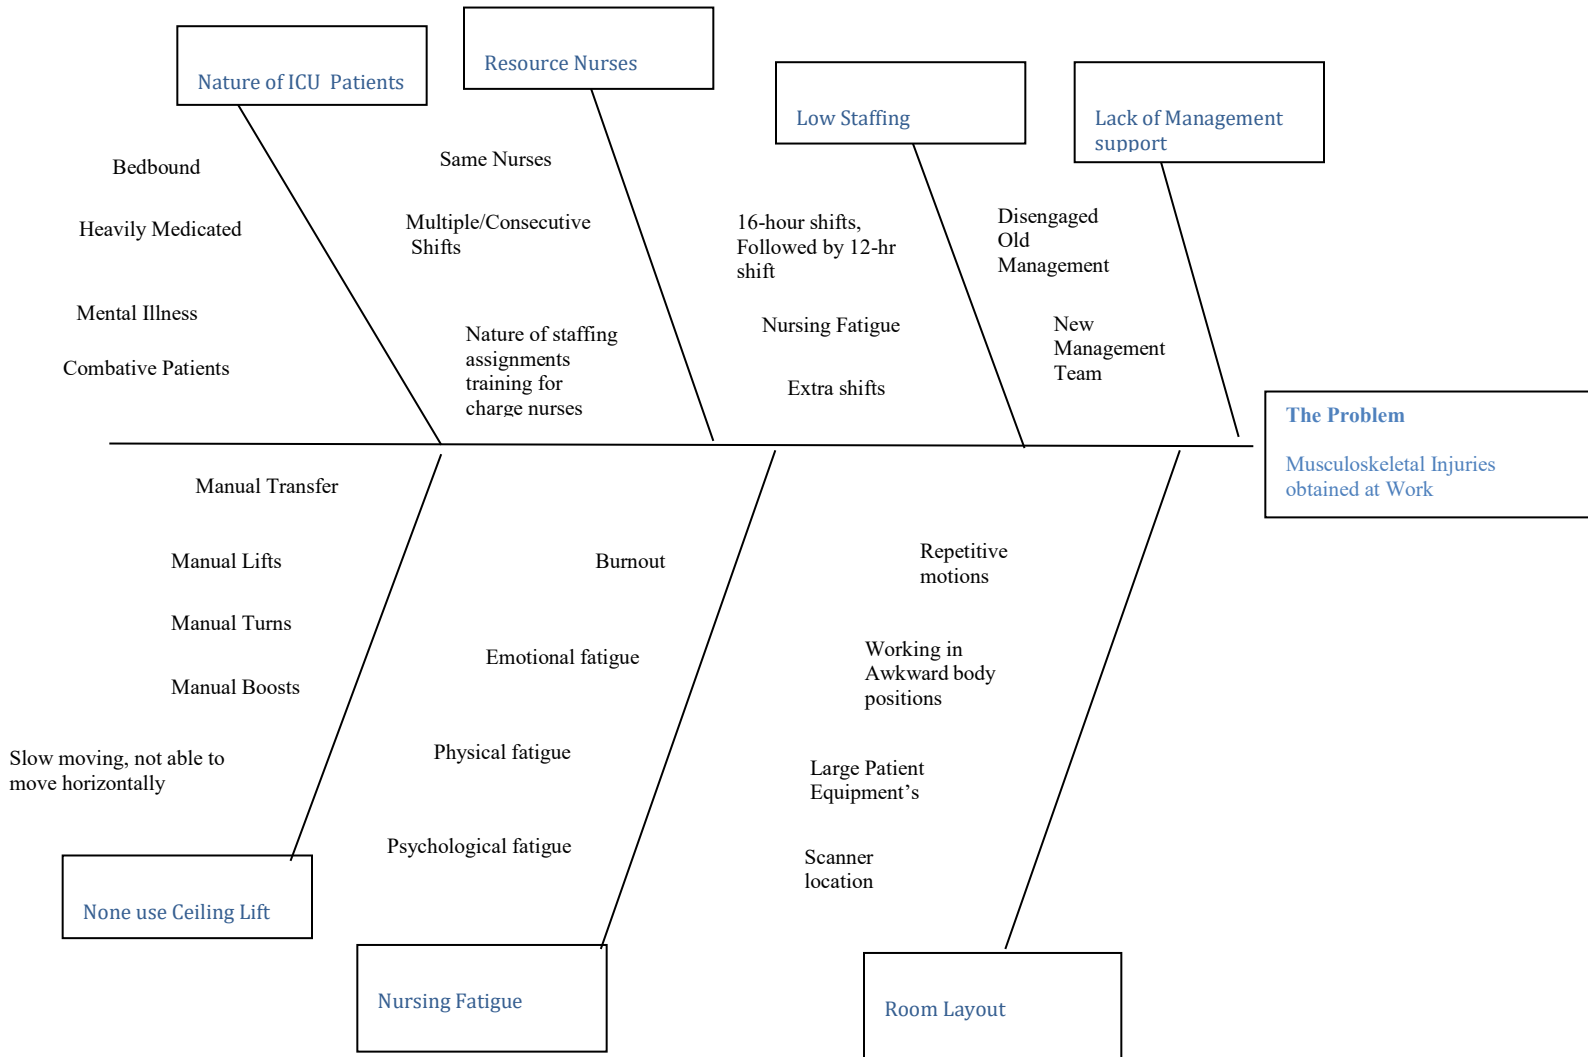 Nature of ICU  Patients
Resource Nurses
Low Staffing
Lack of Management
support
Bedbound
Heavily Medicated
Mental Illness
Combative Patients
Same Nurses
Multiple/Consecutive
Shifts
Nature of staffing
assignments
training for
charge nurses
16-hour shifts,
Followed by 12-hr
shift
Nursing Fatigue
Extra shifts
Disengaged
Old
Management
New
Management
Team
The Problem
Musculoskeletal Injuries
obtained at Work
Manual Transfer
Manual Lifts
Manual Turns
Manual Boosts
Slow moving, not able to
move horizontally
Burnout
Emotional fatigue
Physical fatigue
Psychological fatigue
Repetitive
motions
Working in
Awkward body
positions
Large Patient
Equipment’s
Scanner
location
None use Ceiling Lift
Nursing Fatigue
Room Layout